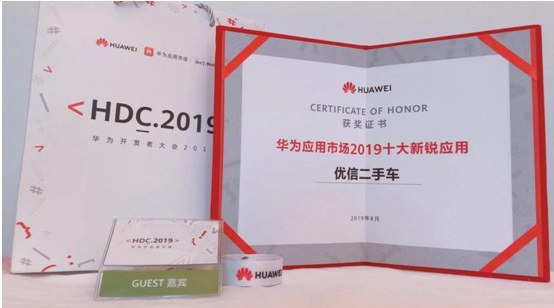 HUAWEI
华为应用市场
<HDC.2019
华为开发者大会201
<HDC.2019>
GUEST 嘉宾
HUAWEI
HUAWEI
CERTIFICATE OF HONOR
获奖证书
华为应用市场2019十大新锐应用
优信二手车
2019年8月